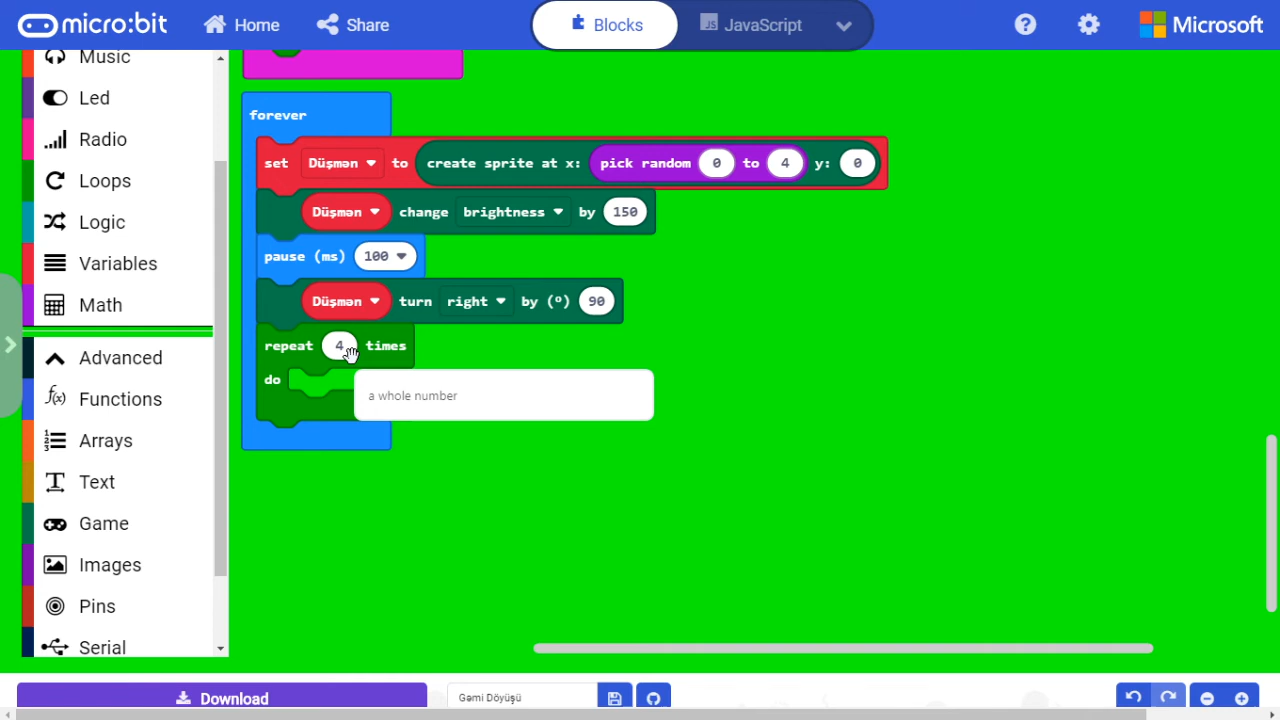 micro:bit Home Share Blocks JS JavaScript ? Microsoft
Music
Led
Radio
Loops
Logic
Variables
Math
Advanced
f(x) Functions
Arrays
Text
Game
Images
Pins
Serial
forever
set Düşmən to create sprite at x: pick random 0 to 4 y: 0
Düşmən change brightness by 150
pause (ms) 100
Düşmən turn right by (°) 90
repeat 4 times
do
a whole number
Download
Gəmi Döyüşü